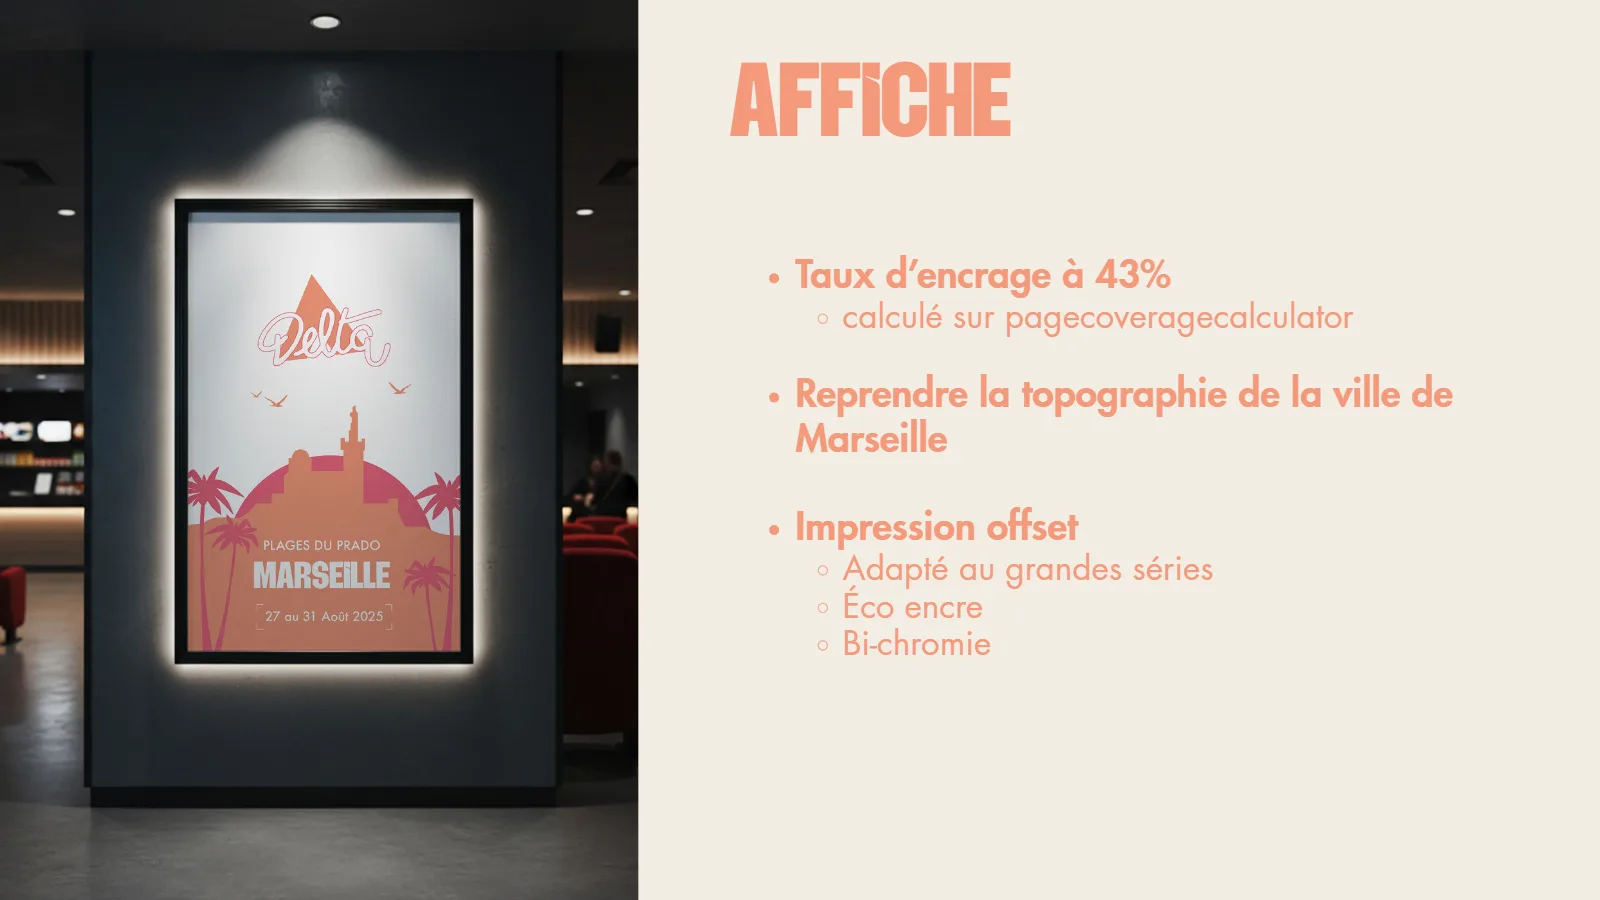 Delta
PLAGES DU PRADO
MARSEILLE
27 au 31 Août 2025
AFFICHE
• Taux d’encrage à 43%
◦ calculé sur pagecoveragecalculator
• Reprendre la topographie de la ville de
Marseille
• Impression offset
◦ Adapté au grandes séries
◦ Éco encre
◦ Bi-chromie